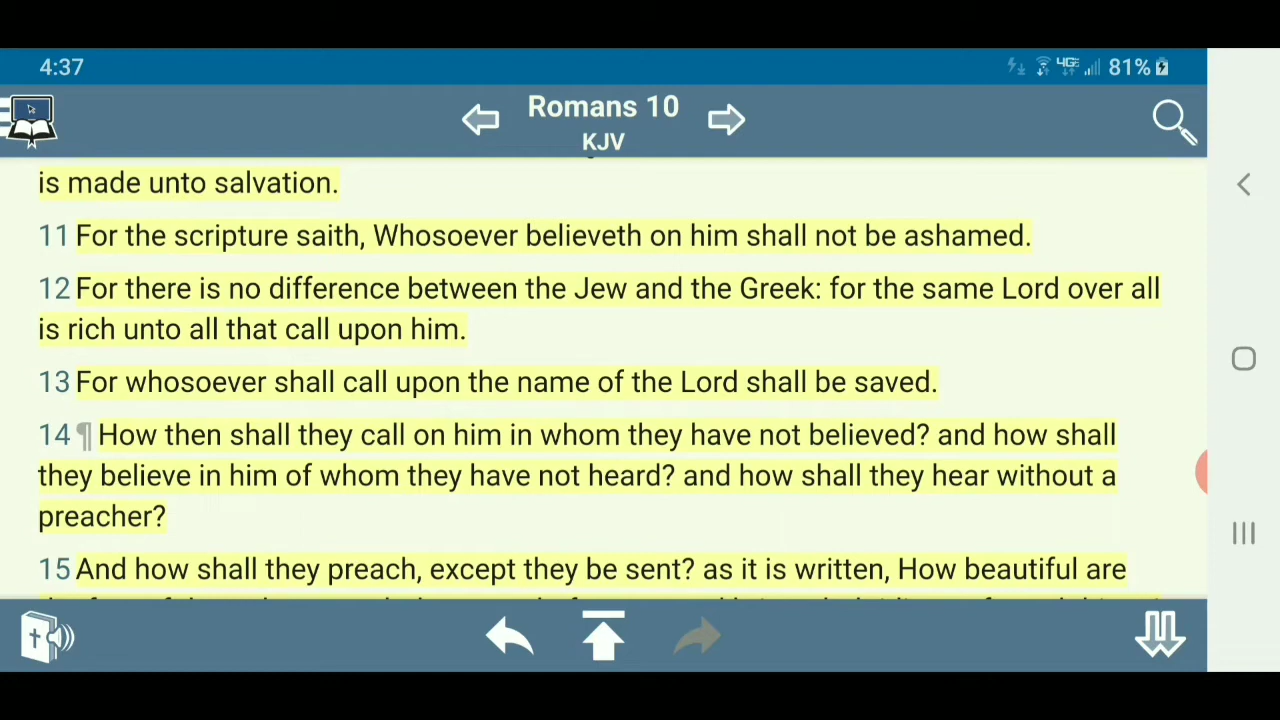 4:37
4GE 81%
Romans 10
KJV
is made unto salvation.
11 For the scripture saith, Whosoever believeth on him shall not be ashamed.
12 For there is no difference between the Jew and the Greek: for the same Lord over all
is rich unto all that call upon him.
13 For whosoever shall call upon the name of the Lord shall be saved.
14 ¶ How then shall they call on him in whom they have not believed? and how shall
they believe in him of whom they have not heard? and how shall they hear without a
preacher?
15 And how shall they preach, except they be sent? as it is written, How beautiful are